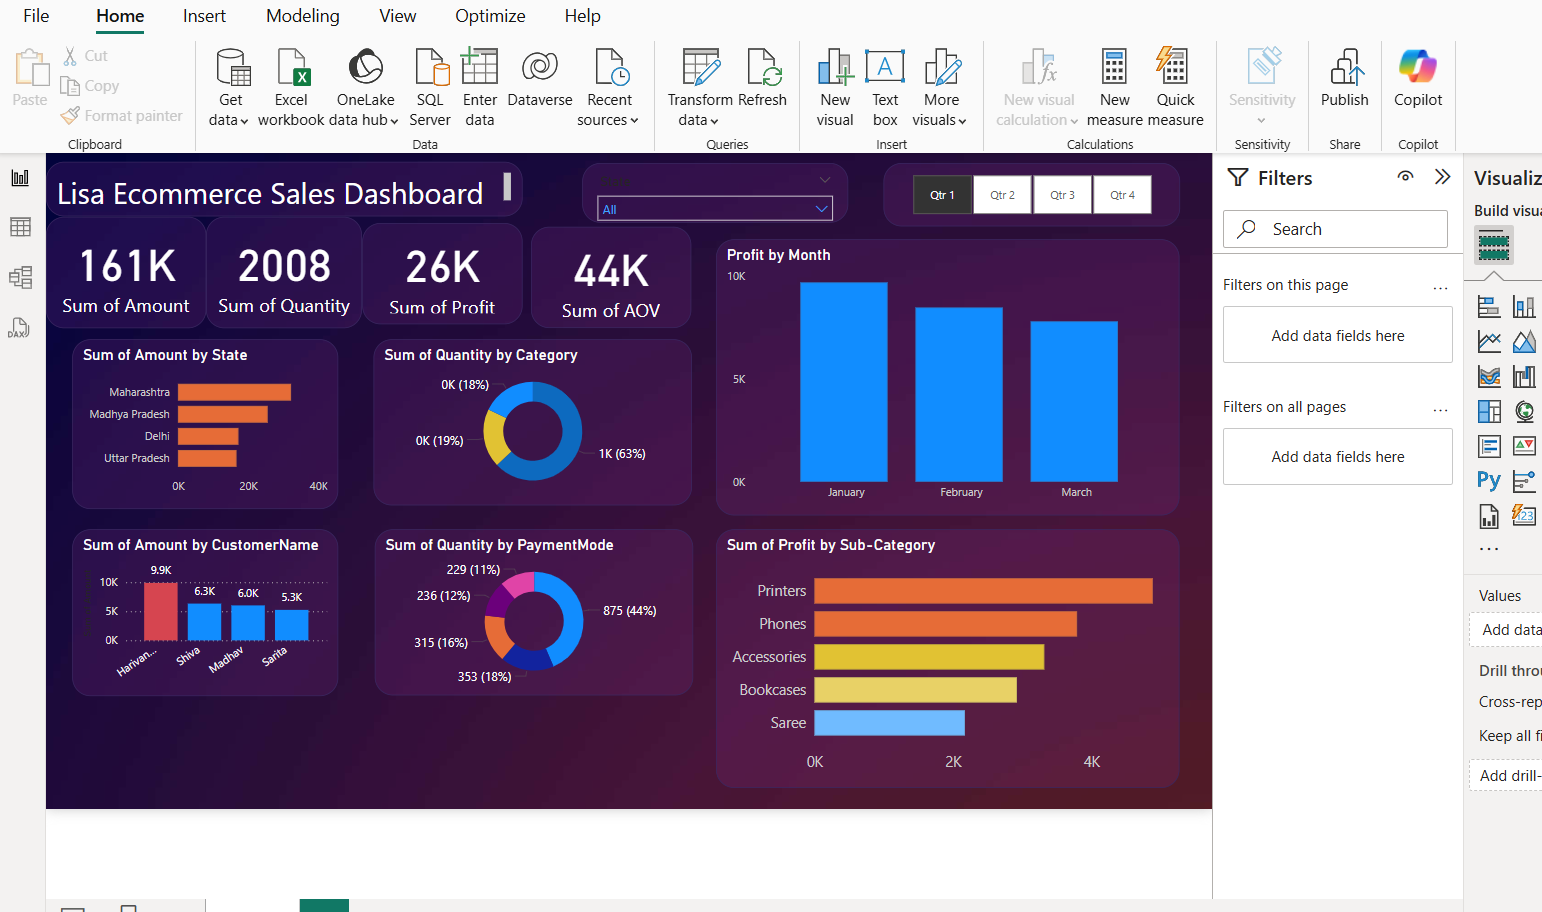 File Home Insert Modeling View Optimize Help
Paste
Cut
Copy
Format painter
Clipboard
Get data
Excel workbook
OneLake data hub
SQL Server
Enter data
Dataverse
Recent sources
Data
Transform data
Refresh
Queries
New visual
Text box
More visuals
Insert
New visual calculation
New measure
Quick measure
Calculations
Sensitivity
Sensitivity
Publish
Share
Copilot
Copilot
DAX
Lisa Ecommerce Sales Dashboard
All
Qtr 1 Qtr 2 Qtr 3 Qtr 4
161K
Sum of Amount
2008
Sum of Quantity
26K
Sum of Profit
44K
Sum of AOV
Profit by Month
10K
5K
0K
January February March
Sum of Amount by State
Maharashtra
Madhya Pradesh
Delhi
Uttar Pradesh
0K 20K 40K
Sum of Quantity by Category
0K (18%)
0K (19%)
1K (63%)
Sum of Amount by CustomerName
10K
5K
0K
9.9K
6.3K
6.0K
5.3K
Harivan...
Shiva
Madhav
Sarita
Sum of Quantity by PaymentMode
229 (11%)
236 (12%)
315 (16%)
353 (18%)
875 (44%)
Sum of Profit by Sub-Category
Printers
Phones
Accessories
Bookcases
Saree
0K 2K 4K
Filters
Search
Filters on this page ...
Add data fields here
Filters on all pages ...
Add data fields here
Visualiz
Build visu
Py
123
...
Values
Add data
Drill throu
Cross-rep
Keep all fi
Add drill-